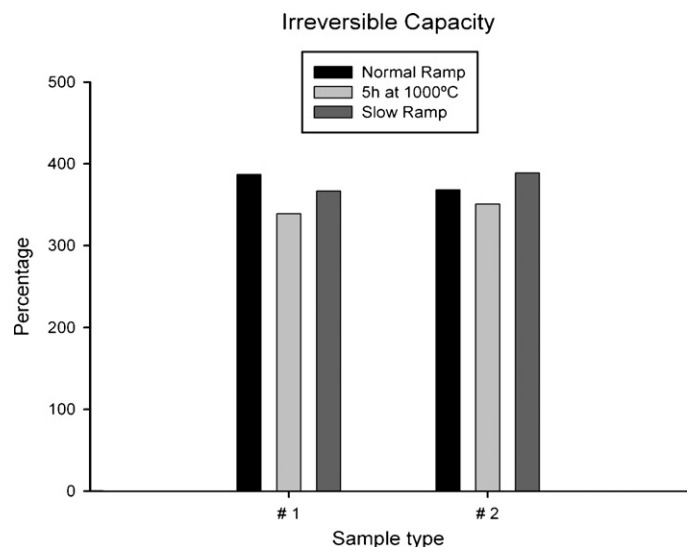 Irreversible Capacity
Normal Ramp
5h at 1000ºC
Slow Ramp
500
400
300
200
100
0
Percentage
# 1
# 2
Sample type